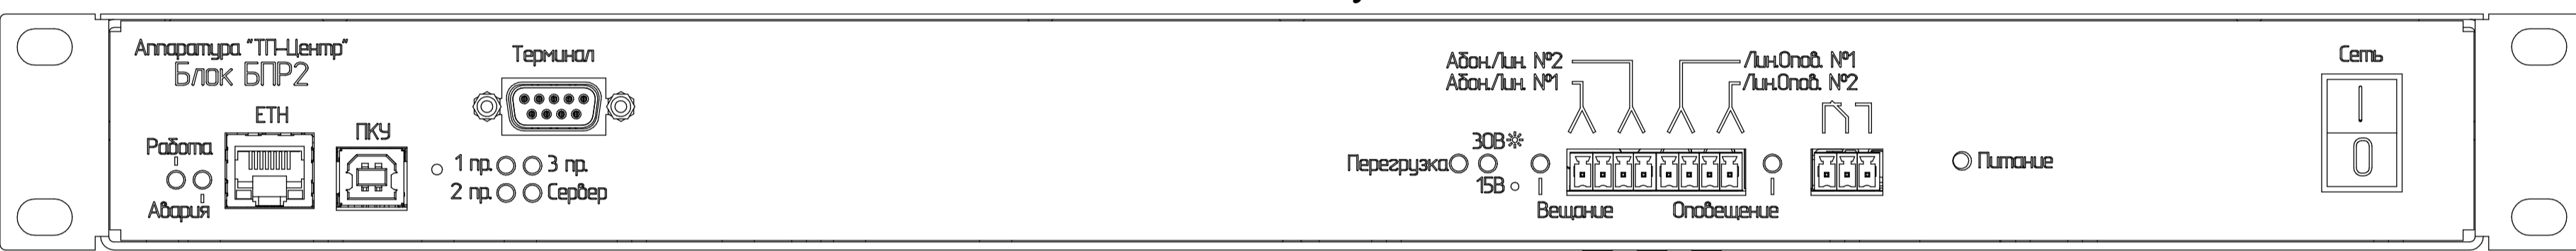 Аппаратура "ТП-Центр"
Блок БПР2
ETH
Работа
Авария
ПКУ
Терминал
1 пр.
3 пр.
2 пр.
Сервер
Перегрузка
30В
15В
Абон./Лин. №2
Абон./Лин. №1
Лин.Опов. №1
Лин.Опов. №2
Вещание
Оповещение
Питание
Сеть
I
0